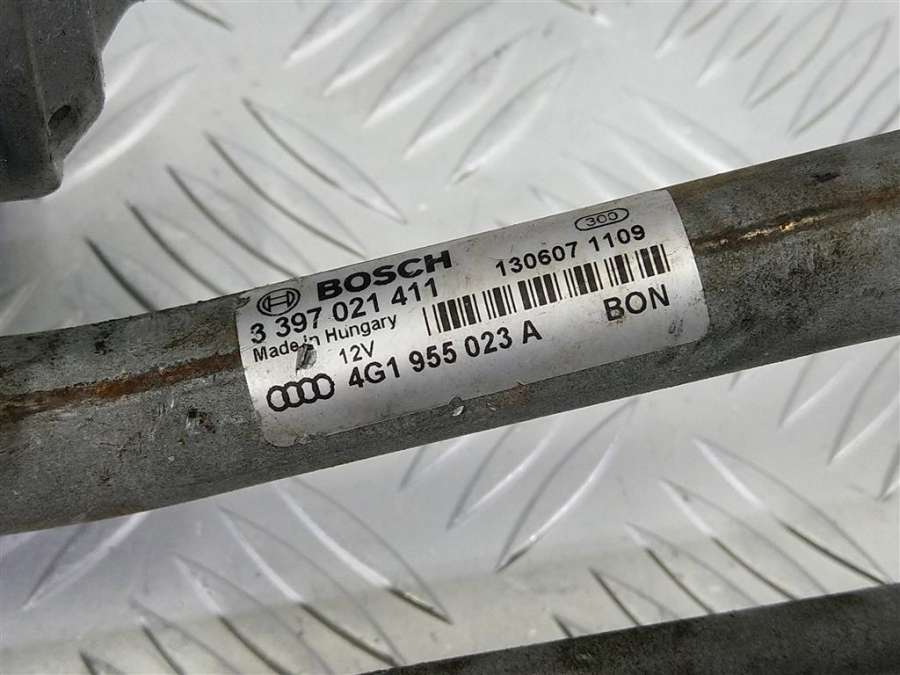 300
BOSCH 130607 1109
3 397 021 411
Made in Hungary
12V BON
4G1 955 023 A